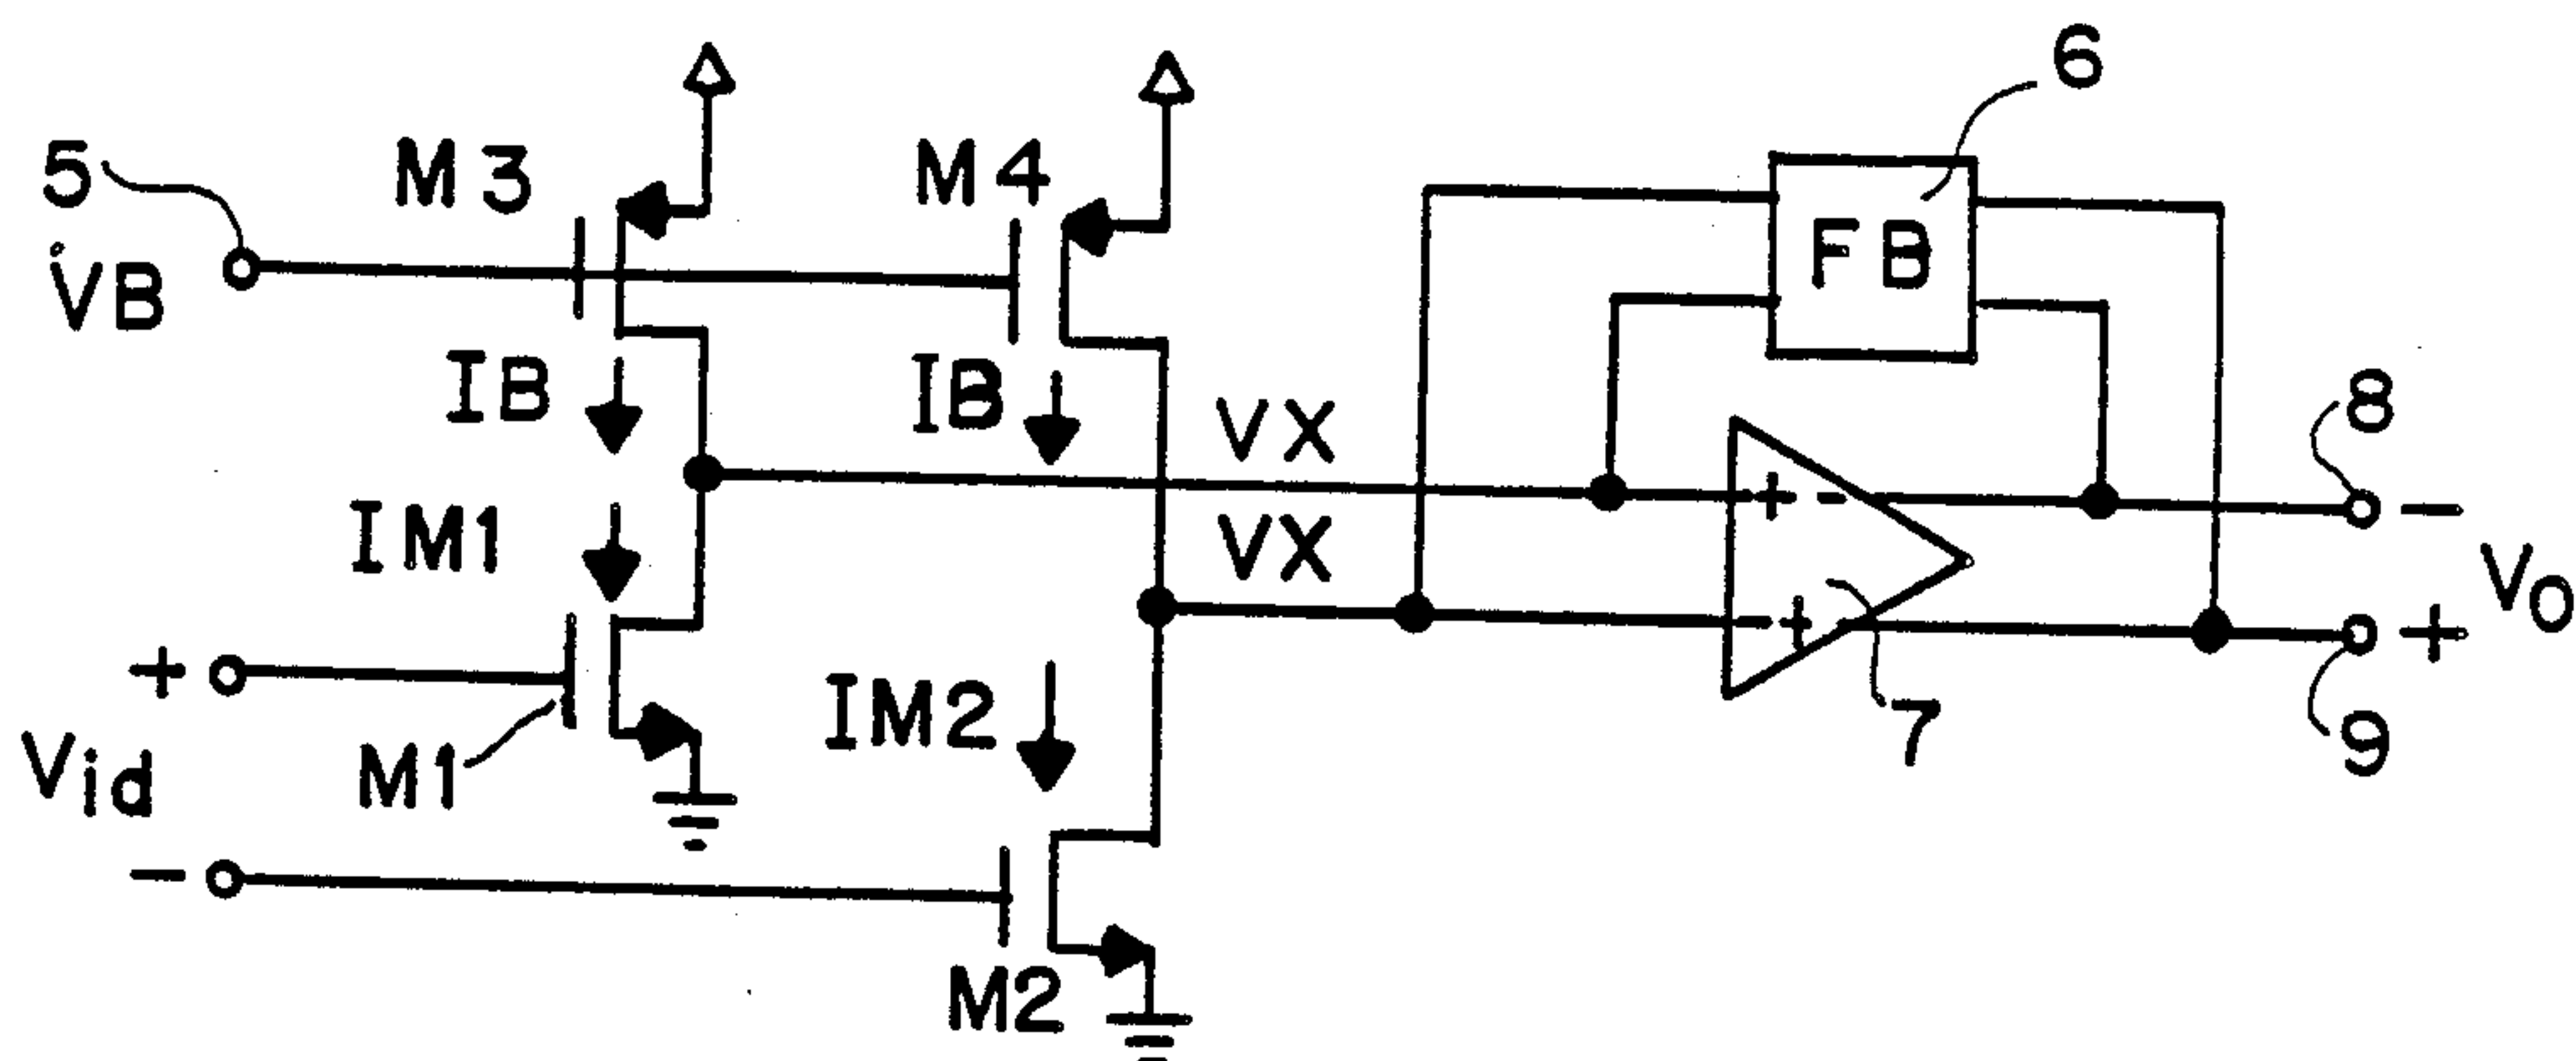 6
5
M3
M4
FB
VB
IB
IB
VX
8
IM1
VX
+ -
-
- +
VO
+
+
IM2
7
9
M1
Vid
-
M2